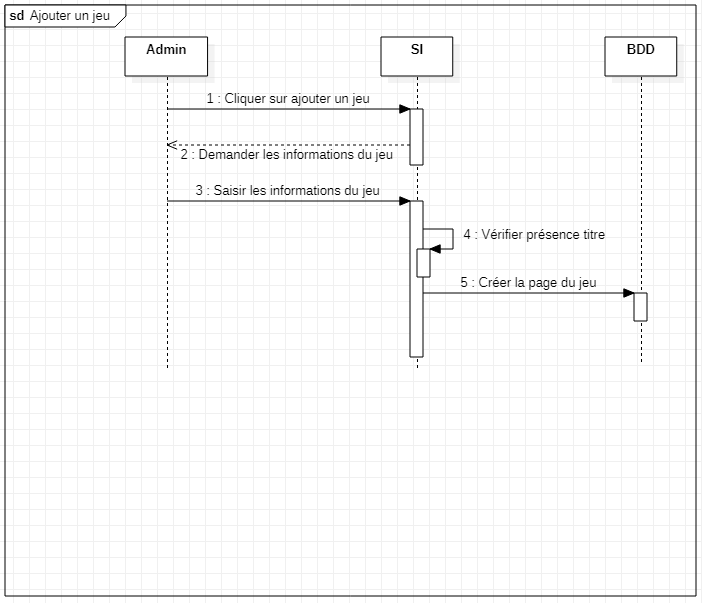 sd Ajouter un jeu
Admin
SI
BDD
1 : Cliquer sur ajouter un jeu
2 : Demander les informations du jeu
3 : Saisir les informations du jeu
4 : Vérifier présence titre
5 : Créer la page du jeu